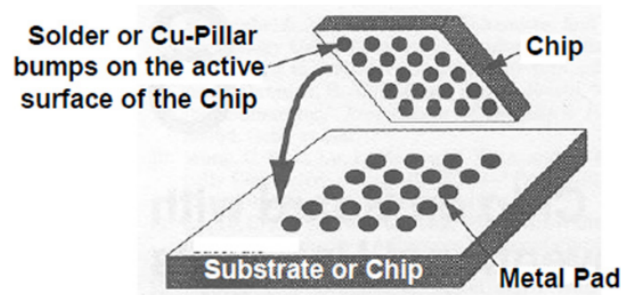 Solder or Cu-Pillar
bumps on the active
surface of the Chip
Chip
Substrate or Chip
Metal Pad